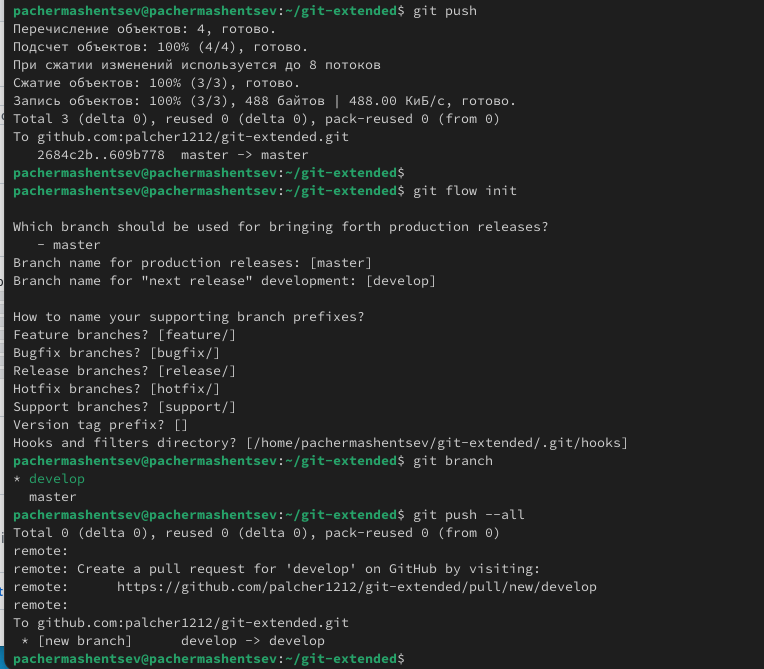 pachermashentsev@pachermashentsev:~/git-extended$ git push
Перечисление объектов: 4, готово.
Подсчет объектов: 100% (4/4), готово.
При сжатии изменений используется до 8 потоков
Сжатие объектов: 100% (3/3), готово.
Запись объектов: 100% (3/3), 488 байтов | 488.00 КиБ/с, готово.
Total 3 (delta 0), reused 0 (delta 0), pack-reused 0 (from 0)
To github.com:palcher1212/git-extended.git
   2684c2b..609b778  master -> master
pachermashentsev@pachermashentsev:~/git-extended$
pachermashentsev@pachermashentsev:~/git-extended$ git flow init

Which branch should be used for bringing forth production releases?
   - master
Branch name for production releases: [master]
Branch name for "next release" development: [develop]

How to name your supporting branch prefixes?
Feature branches? [feature/]
Bugfix branches? [bugfix/]
Release branches? [release/]
Hotfix branches? [hotfix/]
Support branches? [support/]
Version tag prefix? []
Hooks and filters directory? [/home/pachermashentsev/git-extended/.git/hooks]
pachermashentsev@pachermashentsev:~/git-extended$ git branch
* develop
  master
pachermashentsev@pachermashentsev:~/git-extended$ git push --all
Total 0 (delta 0), reused 0 (delta 0), pack-reused 0 (from 0)
remote:
remote: Create a pull request for 'develop' on GitHub by visiting:
remote:      https://github.com/palcher1212/git-extended/pull/new/develop
remote:
To github.com:palcher1212/git-extended.git
 * [new branch]      develop -> develop
pachermashentsev@pachermashentsev:~/git-extended$